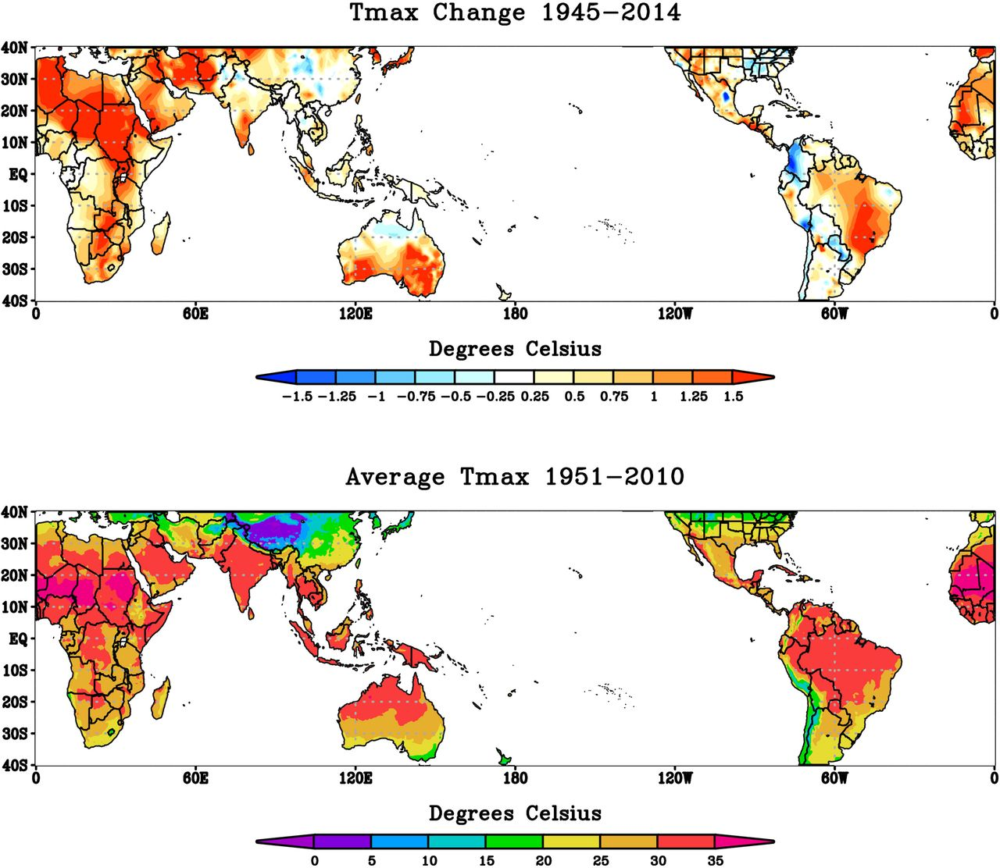 Tmax Change 1945-2014
40N
30N
20N
10N
EQ
10S
20S
30S
40S
0 60E 120E 180 120W 60W 0
Degrees Celsius
-1.5 -1.25 -1 -0.75 -0.5 -0.25 0.25 0.5 0.75 1 1.25 1.5
Average Tmax 1951-2010
40N
30N
20N
10N
EQ
10S
20S
30S
40S
0 60E 120E 180 120W 60W 0
Degrees Celsius
0 5 10 15 20 25 30 35